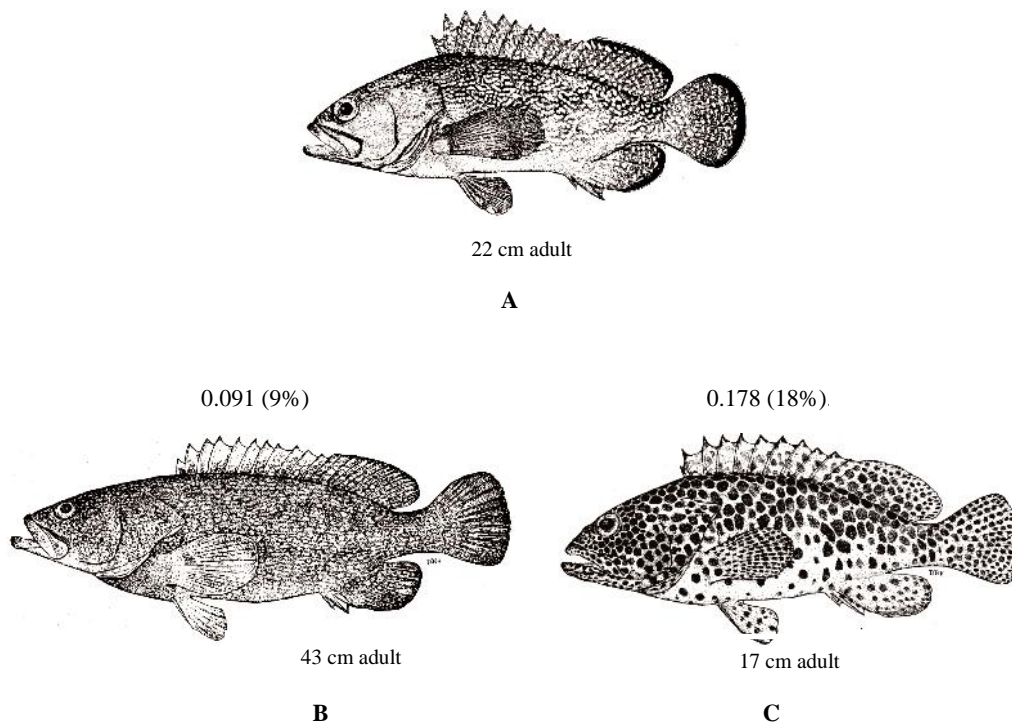 22 cm adult
A
0.091 (9%)
0.178 (18%)
43 cm adult
17 cm adult
B
C